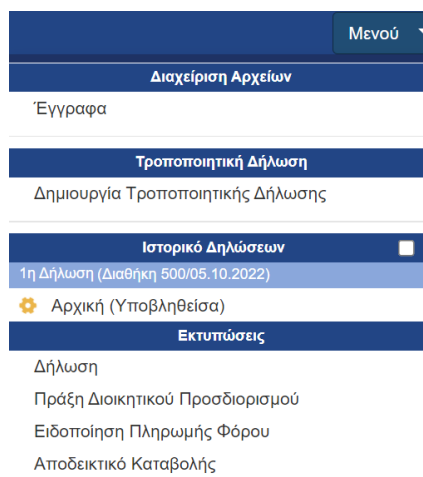 Μενού
Διαχείριση Αρχείων
Έγγραφα
Τροποποιητική Δήλωση
Δημιουργία Τροποποιητικής Δήλωσης
Ιστορικό Δηλώσεων
1η Δήλωση (Διαθήκη 500/05.10.2022)
Αρχική (Υποβληθείσα)
Εκτυπώσεις
Δήλωση
Πράξη Διοικητικού Προσδιορισμού
Ειδοποίηση Πληρωμής Φόρου
Αποδεικτικό Καταβολής